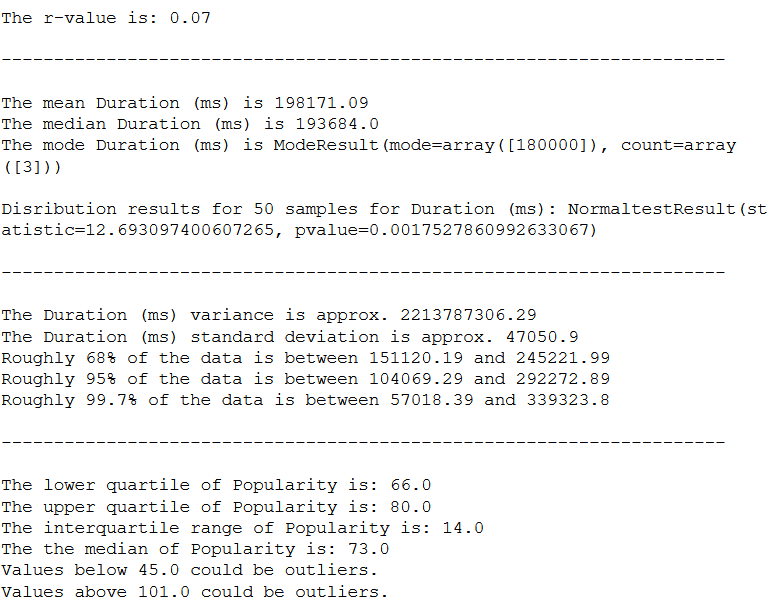 The r-value is: 0.07
---------------------------------------------------------------------
The mean Duration (ms) is 198171.09
The median Duration (ms) is 193684.0
The mode Duration (ms) is ModeResult(mode=array([180000]), count=array
([3]))
Disribution results for 50 samples for Duration (ms): NormaltestResult(st
atistic=12.693097400607265, pvalue=0.0017527860992633067)
---------------------------------------------------------------------
The Duration (ms) variance is approx. 2213787306.29
The Duration (ms) standard deviation is approx. 47050.9
Roughly 68% of the data is between 151120.19 and 245221.99
Roughly 95% of the data is between 104069.29 and 292272.89
Roughly 99.7% of the data is between 57018.39 and 339323.8
---------------------------------------------------------------------
The lower quartile of Popularity is: 66.0
The upper quartile of Popularity is: 80.0
The interquartile range of Popularity is: 14.0
The the median of Popularity is: 73.0
Values below 45.0 could be outliers.
Values above 101.0 could be outliers.